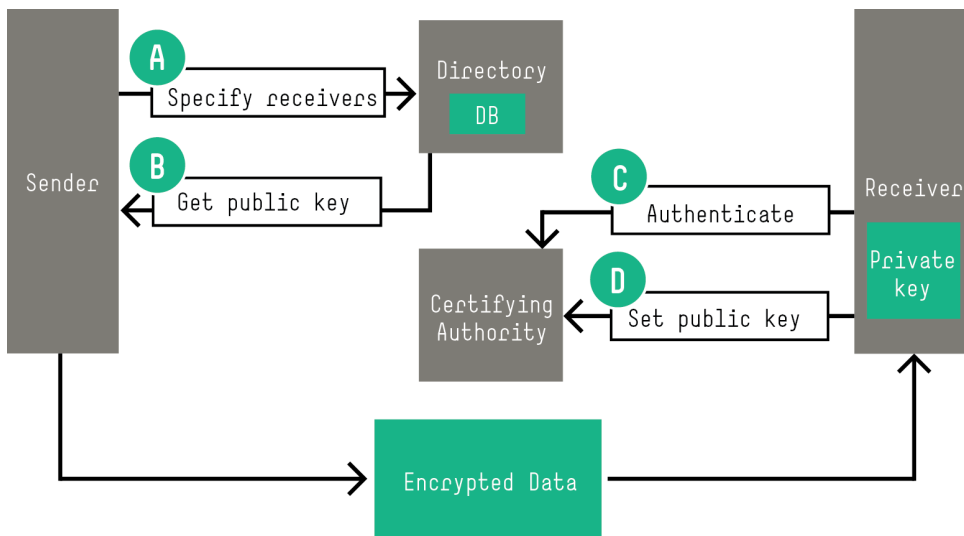 A
Specify receivers
Directory
DB
B
Get public key
Sender
C
Authenticate
Receiver
Private
key
D
Set public key
Certifying
Authority
Encrypted Data